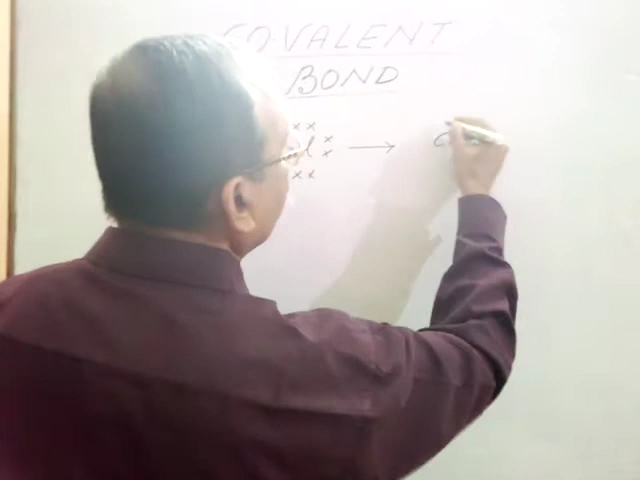 COVALENT
BOND
x x
l x x → C
x x